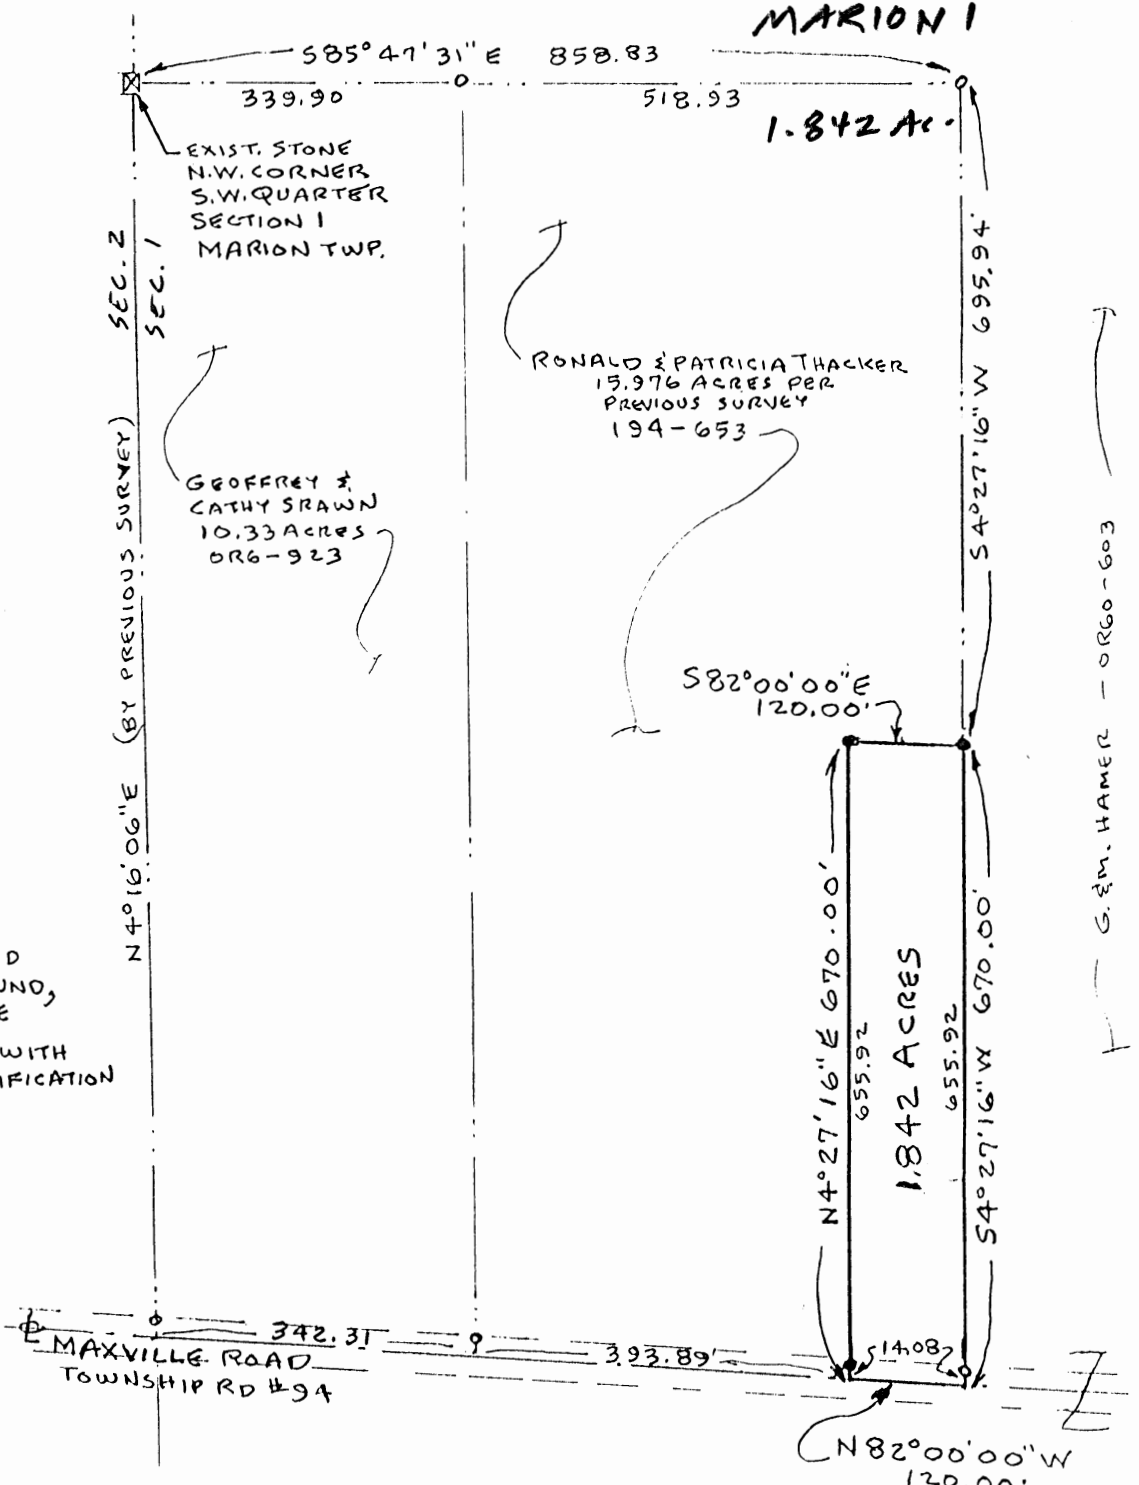 MARION 1
S85°47'31"E 858.83
339.90
518.93
1.842 Ac.
EXIST. STONE
N.W. CORNER
S.W. QUARTER
SECTION 1
MARION TWP.
SEC. 2
SEC. 1
S4°27'16"W 695.94'
RONALD & PATRICIA THACKER
15.976 ACRES PER
PREVIOUS SURVEY
194-653
GEOFFREY &
CATHY SRAWN
10.33 ACRES
OR6-923
N4°16'06"E (BY PREVIOUS SURVEY)
G. & M. HAMER - OR60-603
S82°00'00"E
120.00'
N4°27'16"E 670.00'
655.92
1.842 ACRES
655.92
S4°27'16"W 670.00'
D
UND,
E
WITH
IFICATION
342.31
393.89'
14.08
MAXVILLE ROAD
TOWNSHIP RD #94
N82°00'00"W
120.00'